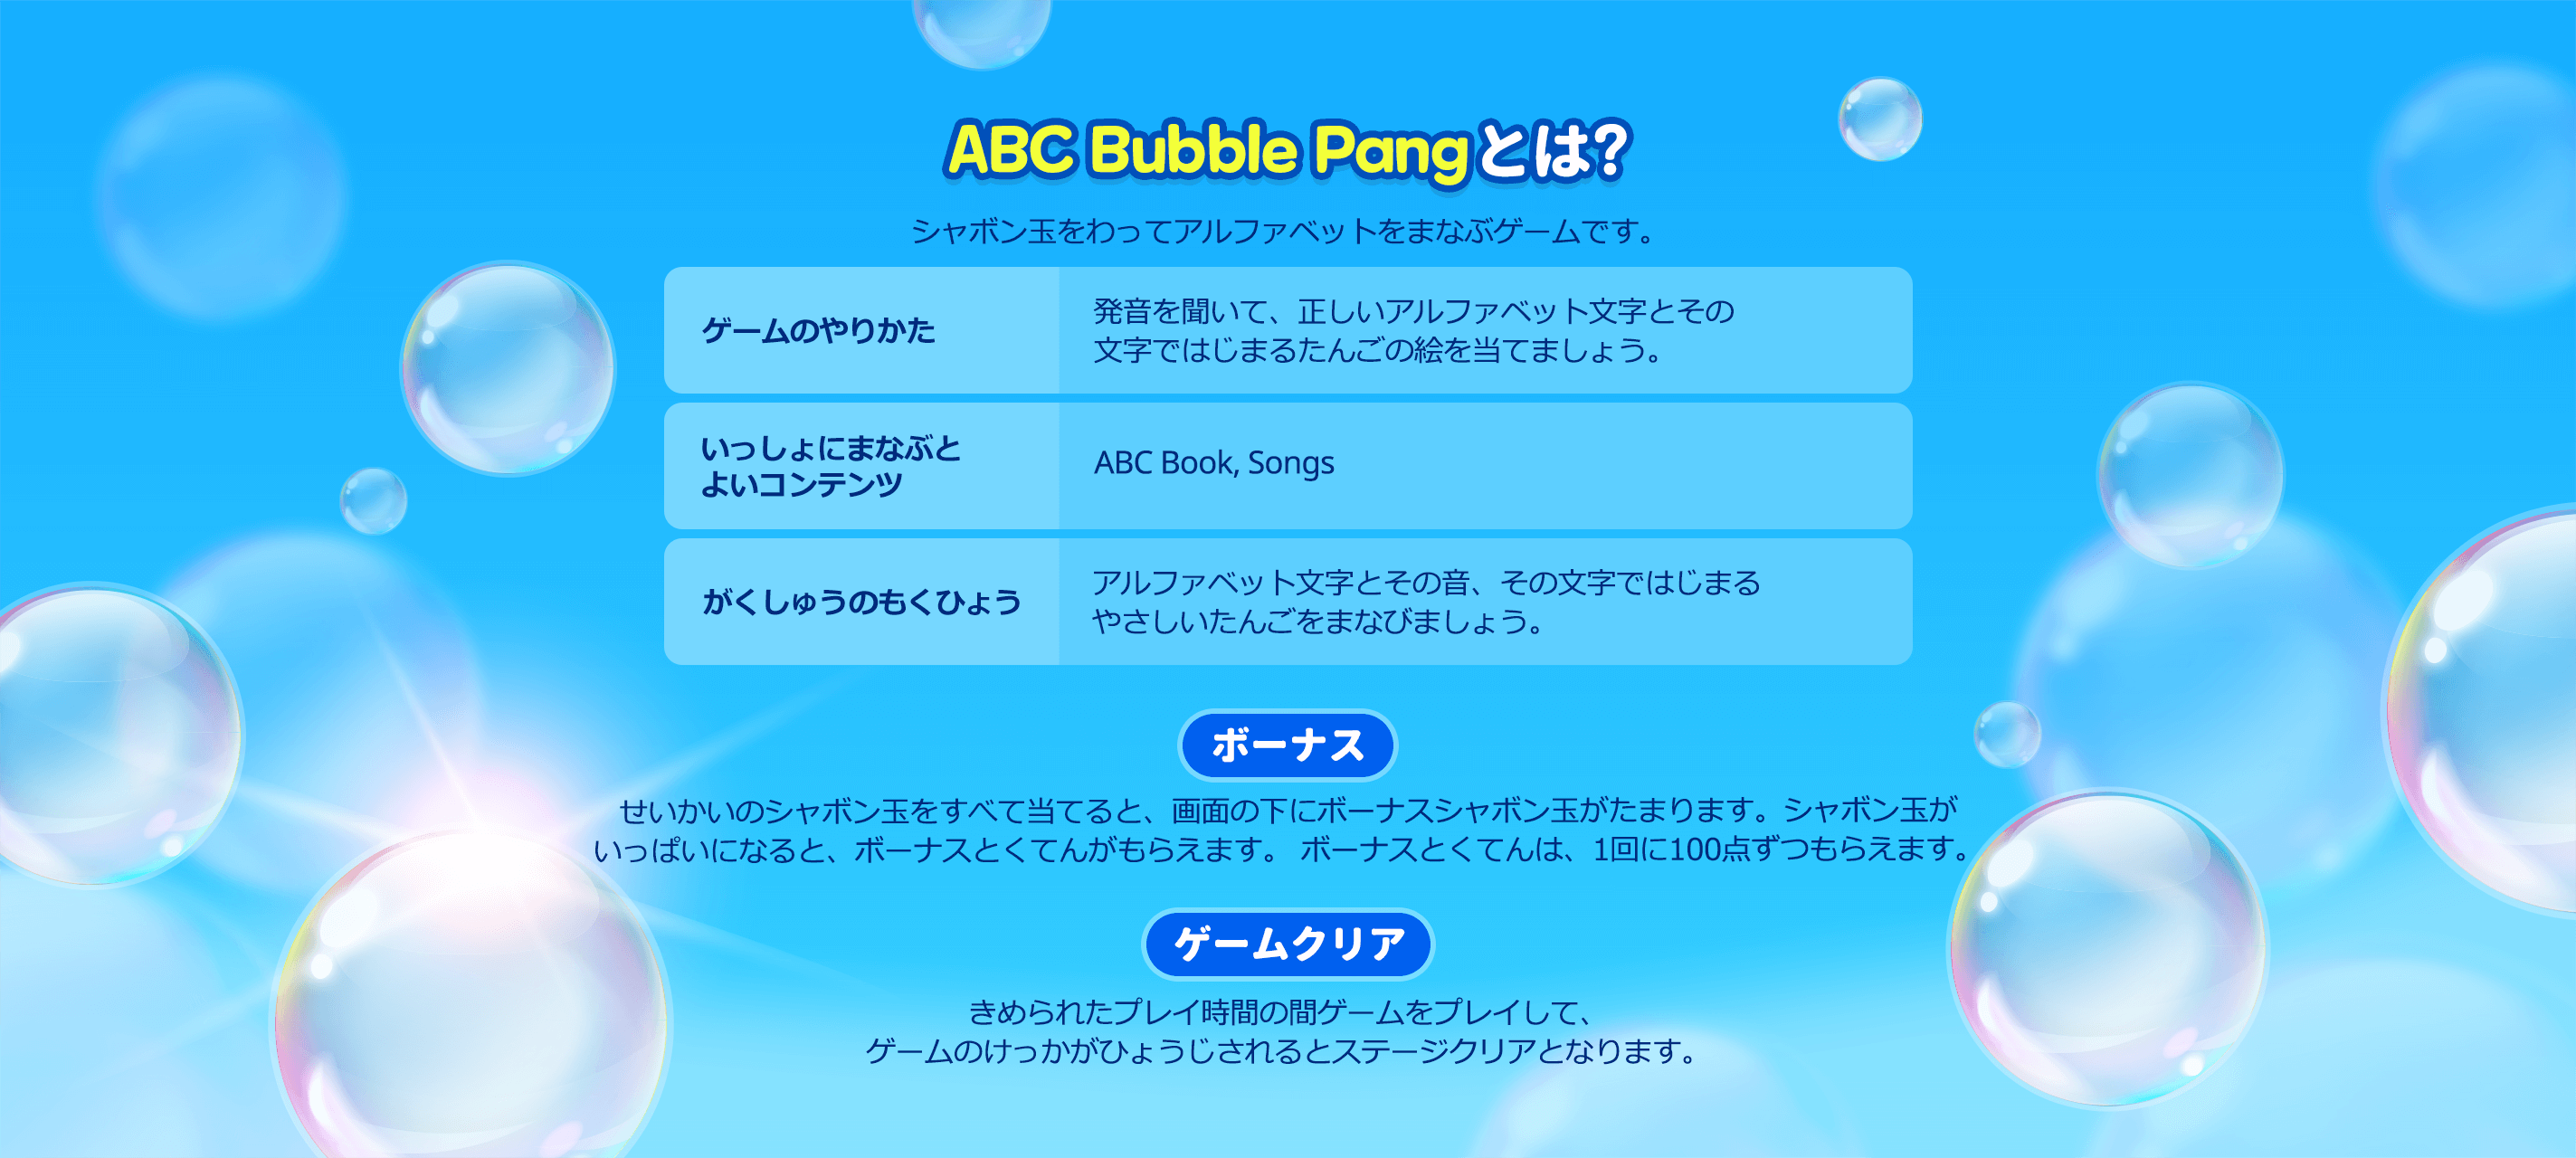 ABC Bubble Pangとは?
シャボン玉をわってアルファベットをまなぶゲームです。
ゲームのやりかた
発音を聞いて、正しいアルファベット文字とその
文字ではじまるたんごの絵を当てましょう。
いっしょにまなぶと
よいコンテンツ
ABC Book, Songs
がくしゅうのもくひょう
アルファベット文字とその音、その文字ではじまる
やさしいたんごをまなびましょう。
ボーナス
せいかいのシャボン玉をすべて当てると、画面の下にボーナスシャボン玉がたまります。シャボン玉が
いっぱいになると、ボーナスとくてんがもらえます。 ボーナスとくてんは、1回に100点ずつもらえます。
ゲームクリア
きめられたプレイ時間の間ゲームをプレイして、
ゲームのけっかがひょうじされるとステージクリアとなります。